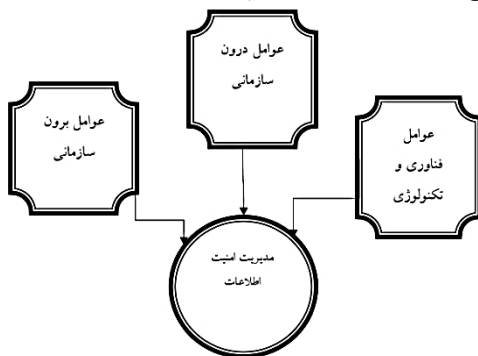 عوامل درون
سازمانی
عوامل
فناوری و
تکنولوژی
عوامل برون
سازمانی
مدیریت امنیت
اطلاعات